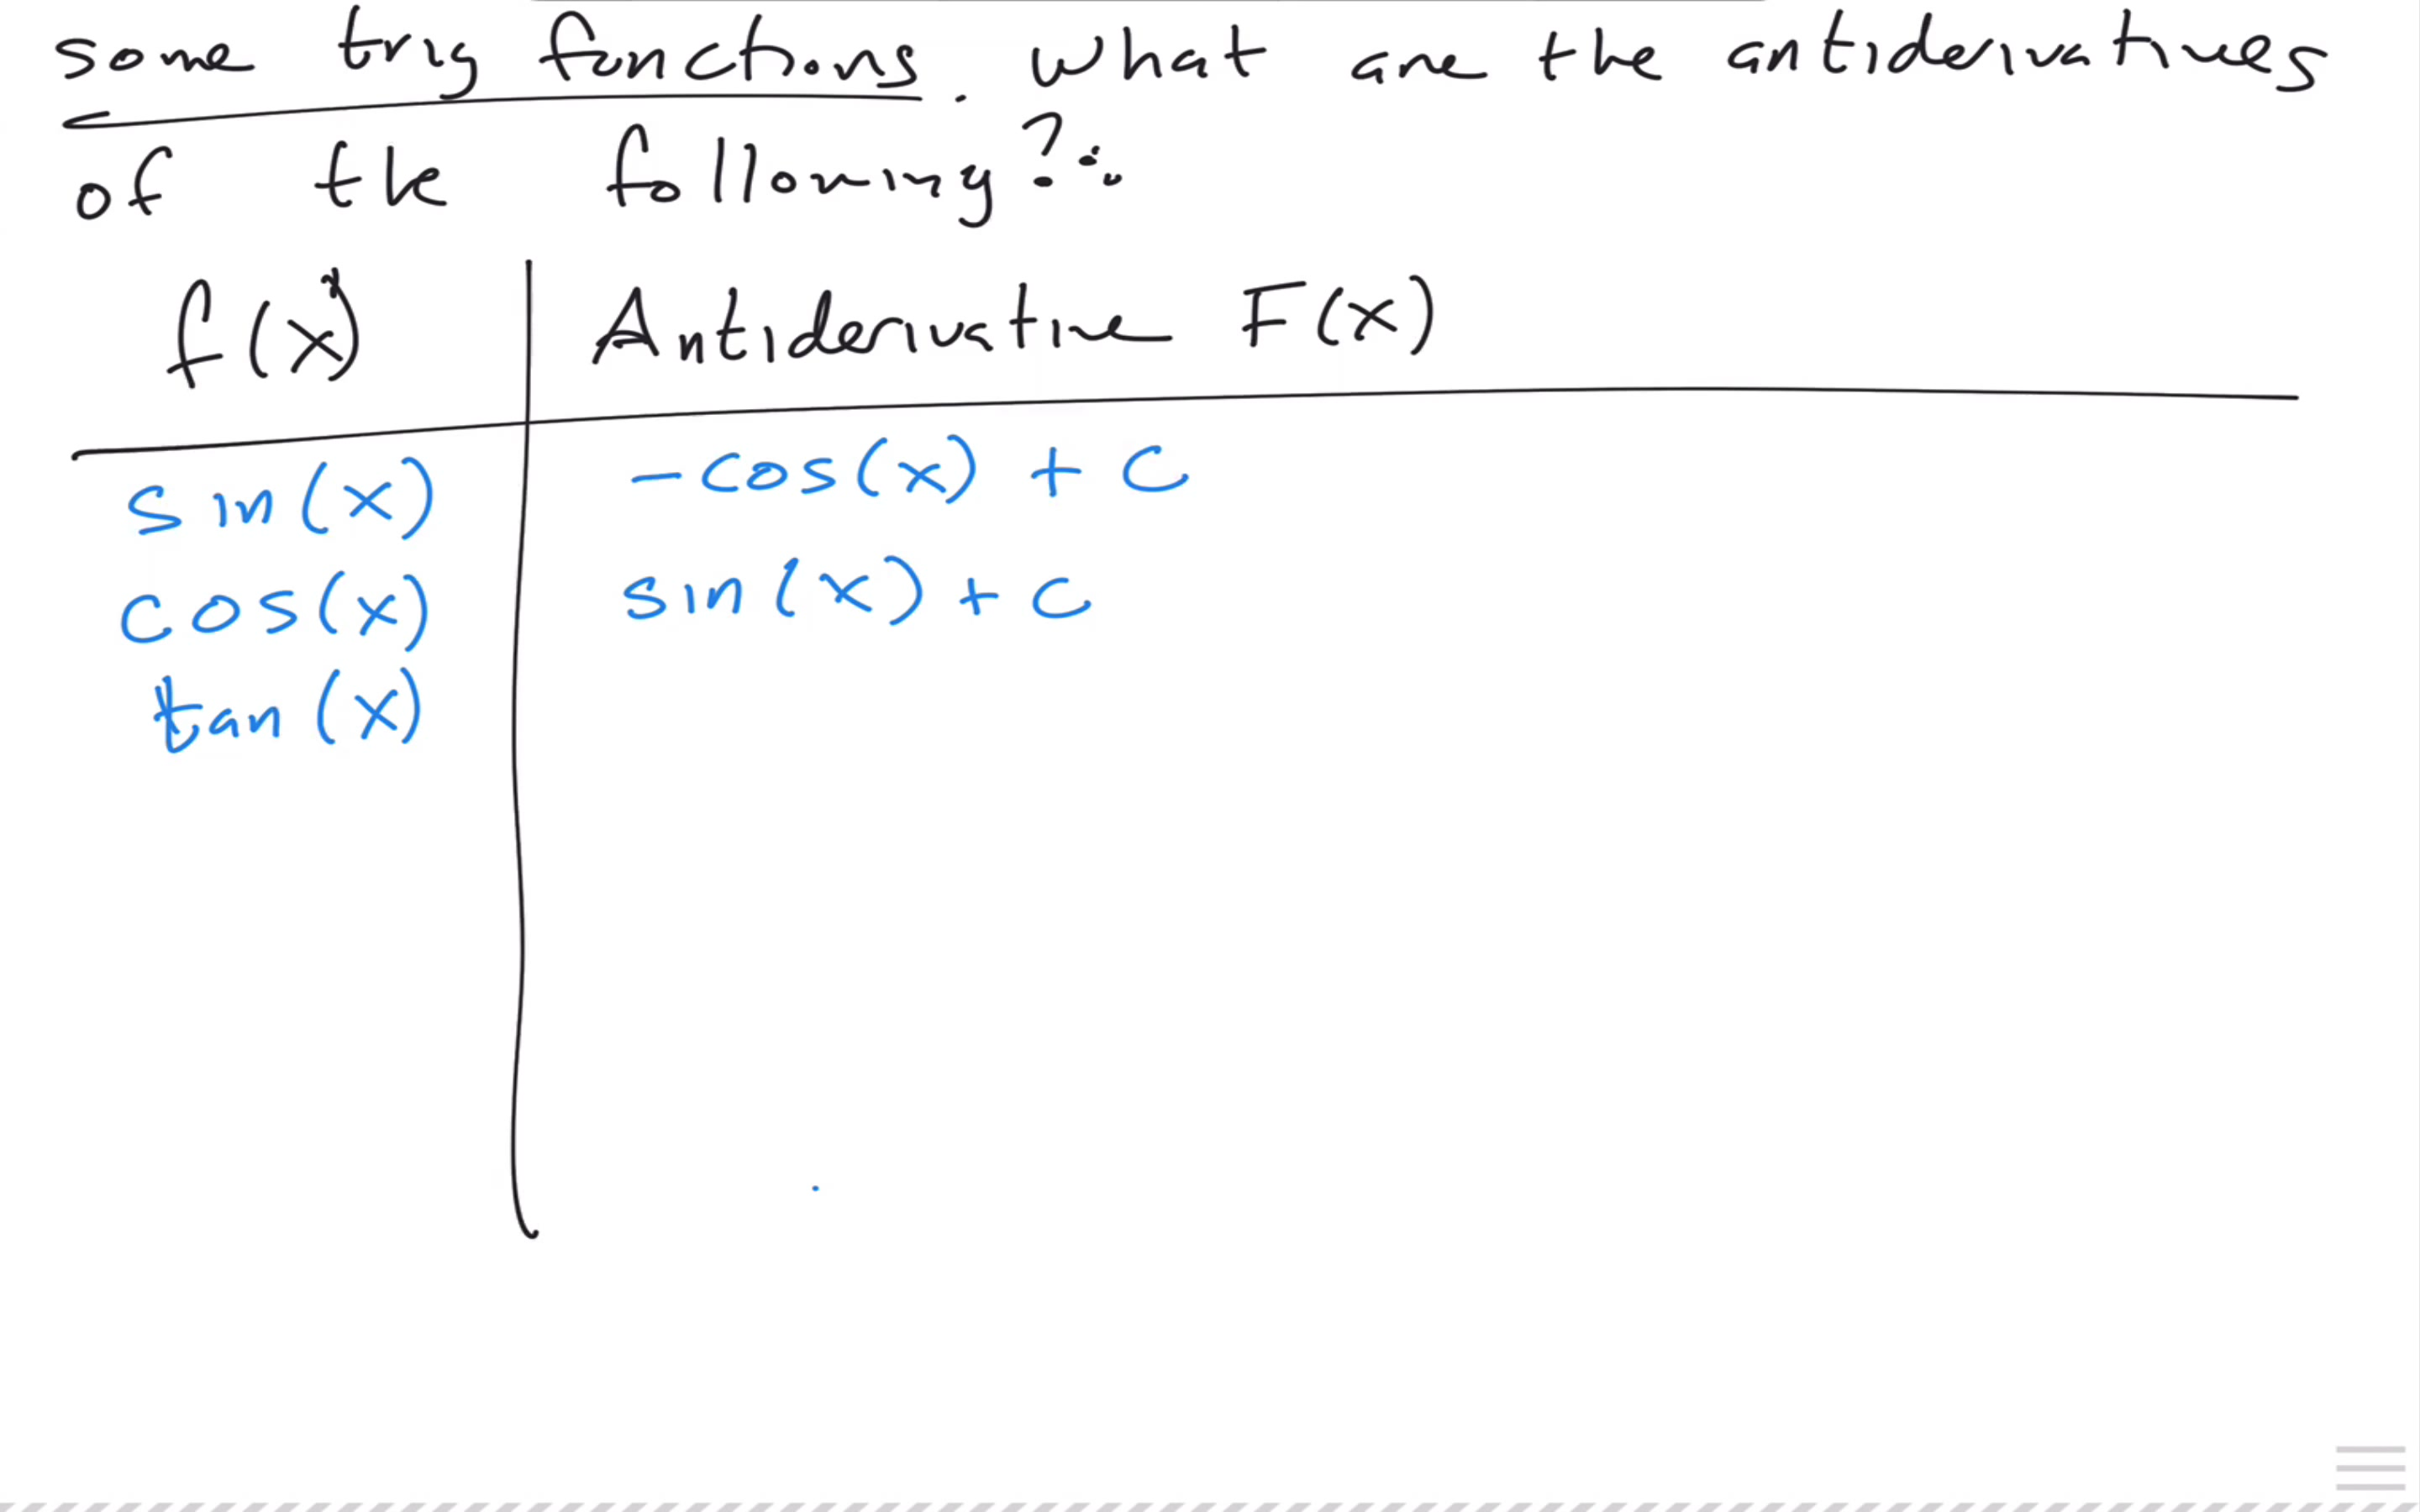 some trig functions. What are the antiderivatives
of the following?:
f(x) Antiderivative F(x)
sin(x) -cos(x) + C
cos(x) sin(x) + C
tan(x)